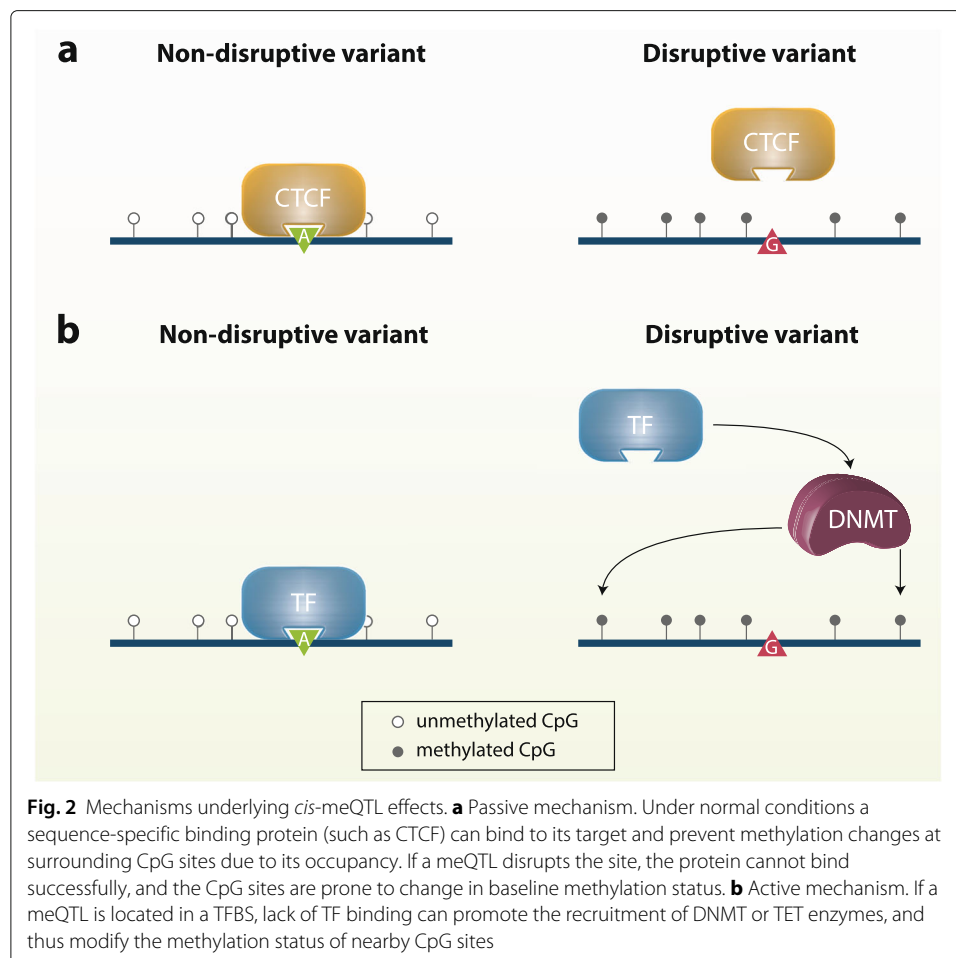 a
Non-disruptive variant
Disruptive variant
CTCF
CTCF
A
G
b
Non-disruptive variant
Disruptive variant
TF
DNMT
TF
A
G
unmethylated CpG
methylated CpG
Fig. 2 Mechanisms underlying cis-meQTL effects. a Passive mechanism. Under normal conditions a
sequence-specific binding protein (such as CTCF) can bind to its target and prevent methylation changes at
surrounding CpG sites due to its occupancy. If a meQTL disrupts the site, the protein cannot bind
successfully, and the CpG sites are prone to change in baseline methylation status. b Active mechanism. If a
meQTL is located in a TFBS, lack of TF binding can promote the recruitment of DNMT or TET enzymes, and
thus modify the methylation status of nearby CpG sites